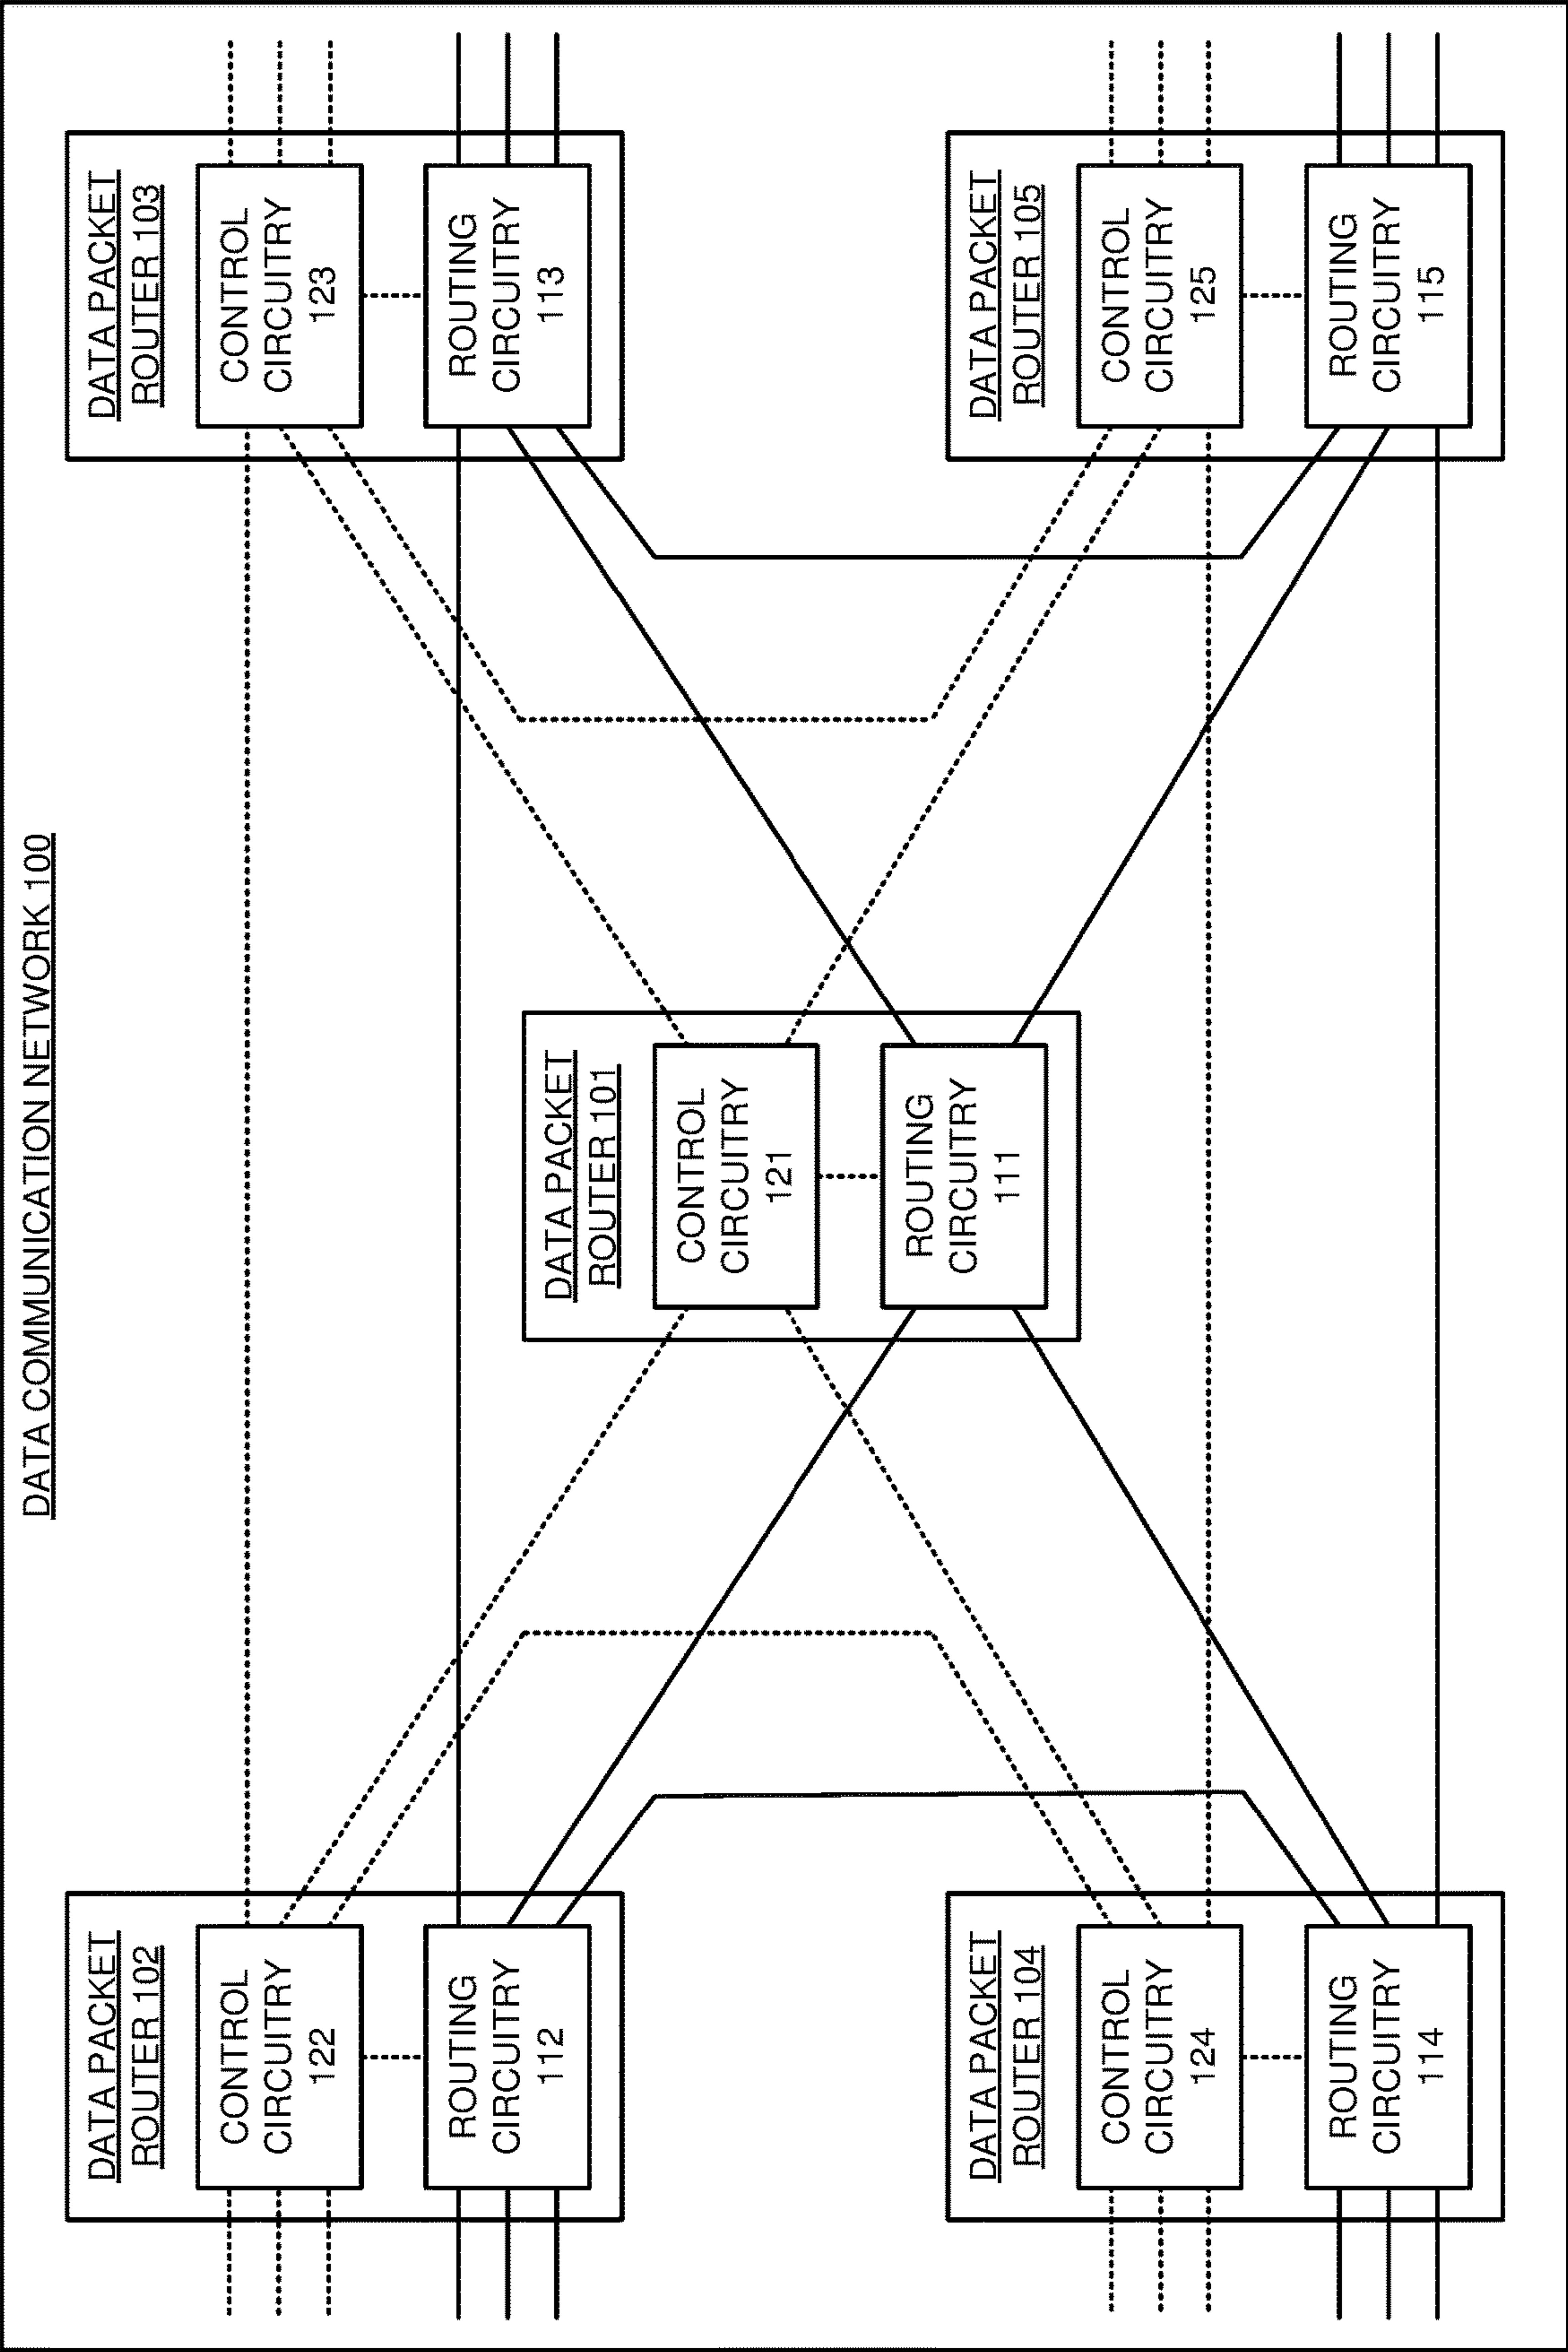 DATA COMMUNICATION NETWORK 100
DATA PACKET
ROUTER 102
CONTROL
CIRCUITRY
122
ROUTING
CIRCUITRY
112
DATA PACKET
ROUTER 103
CONTROL
CIRCUITRY
123
ROUTING
CIRCUITRY
113
DATA PACKET
ROUTER 101
CONTROL
CIRCUITRY
121
ROUTING
CIRCUITRY
111
DATA PACKET
ROUTER 104
CONTROL
CIRCUITRY
124
ROUTING
CIRCUITRY
114
DATA PACKET
ROUTER 105
CONTROL
CIRCUITRY
125
ROUTING
CIRCUITRY
115